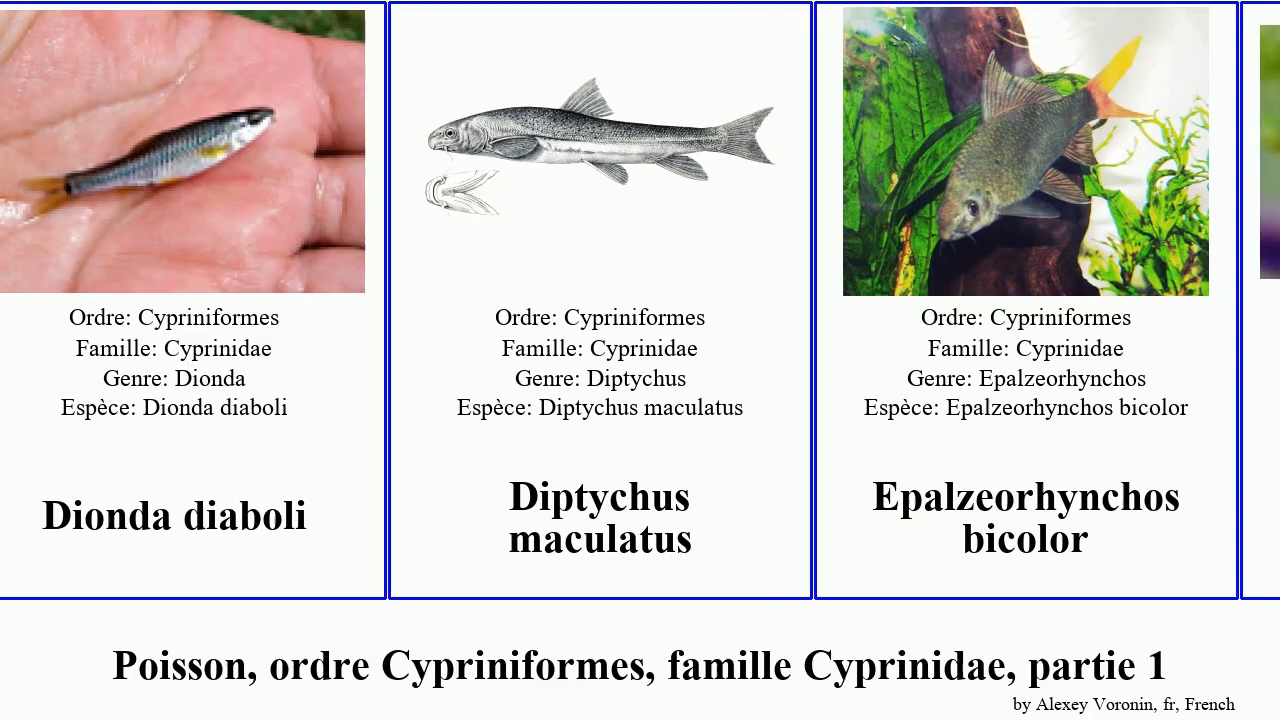 Ordre: Cypriniformes
Famille: Cyprinidae
Genre: Dionda
Espèce: Dionda diaboli
Dionda diaboli
Ordre: Cypriniformes
Famille: Cyprinidae
Genre: Diptychus
Espèce: Diptychus maculatus
Diptychus
maculatus
Ordre: Cypriniformes
Famille: Cyprinidae
Genre: Epalzeorhynchos
Espèce: Epalzeorhynchos bicolor
Epalzeorhynchos
bicolor
Poisson, ordre Cypriniformes, famille Cyprinidae, partie 1
by Alexey Voronin, fr, French